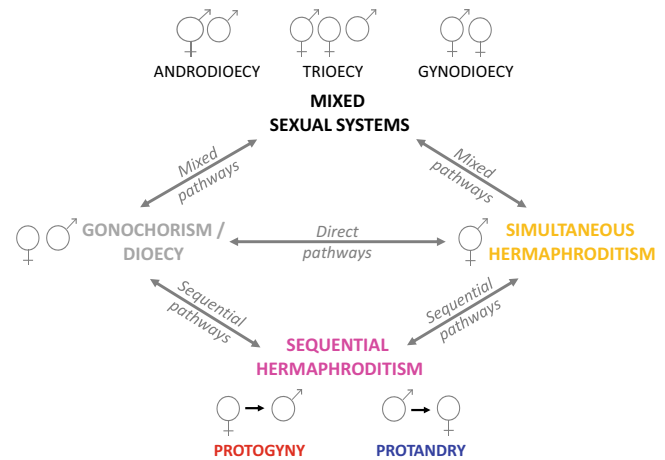 ANDRODIOECY TRIOECY GYNODIOECY
MIXED
SEXUAL SYSTEMS
Mixed
pathways
Mixed
pathways
GONOCHORISM /
DIOECY
Direct
pathways
SIMULTANEOUS
HERMAPHRODITISM
Sequential
pathways
Sequential
pathways
SEQUENTIAL
HERMAPHRODITISM
PROTOGYNY PROTANDRY